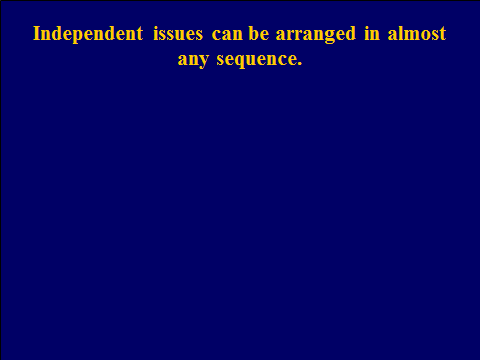 Independent issues can be arranged in almost
any sequence.